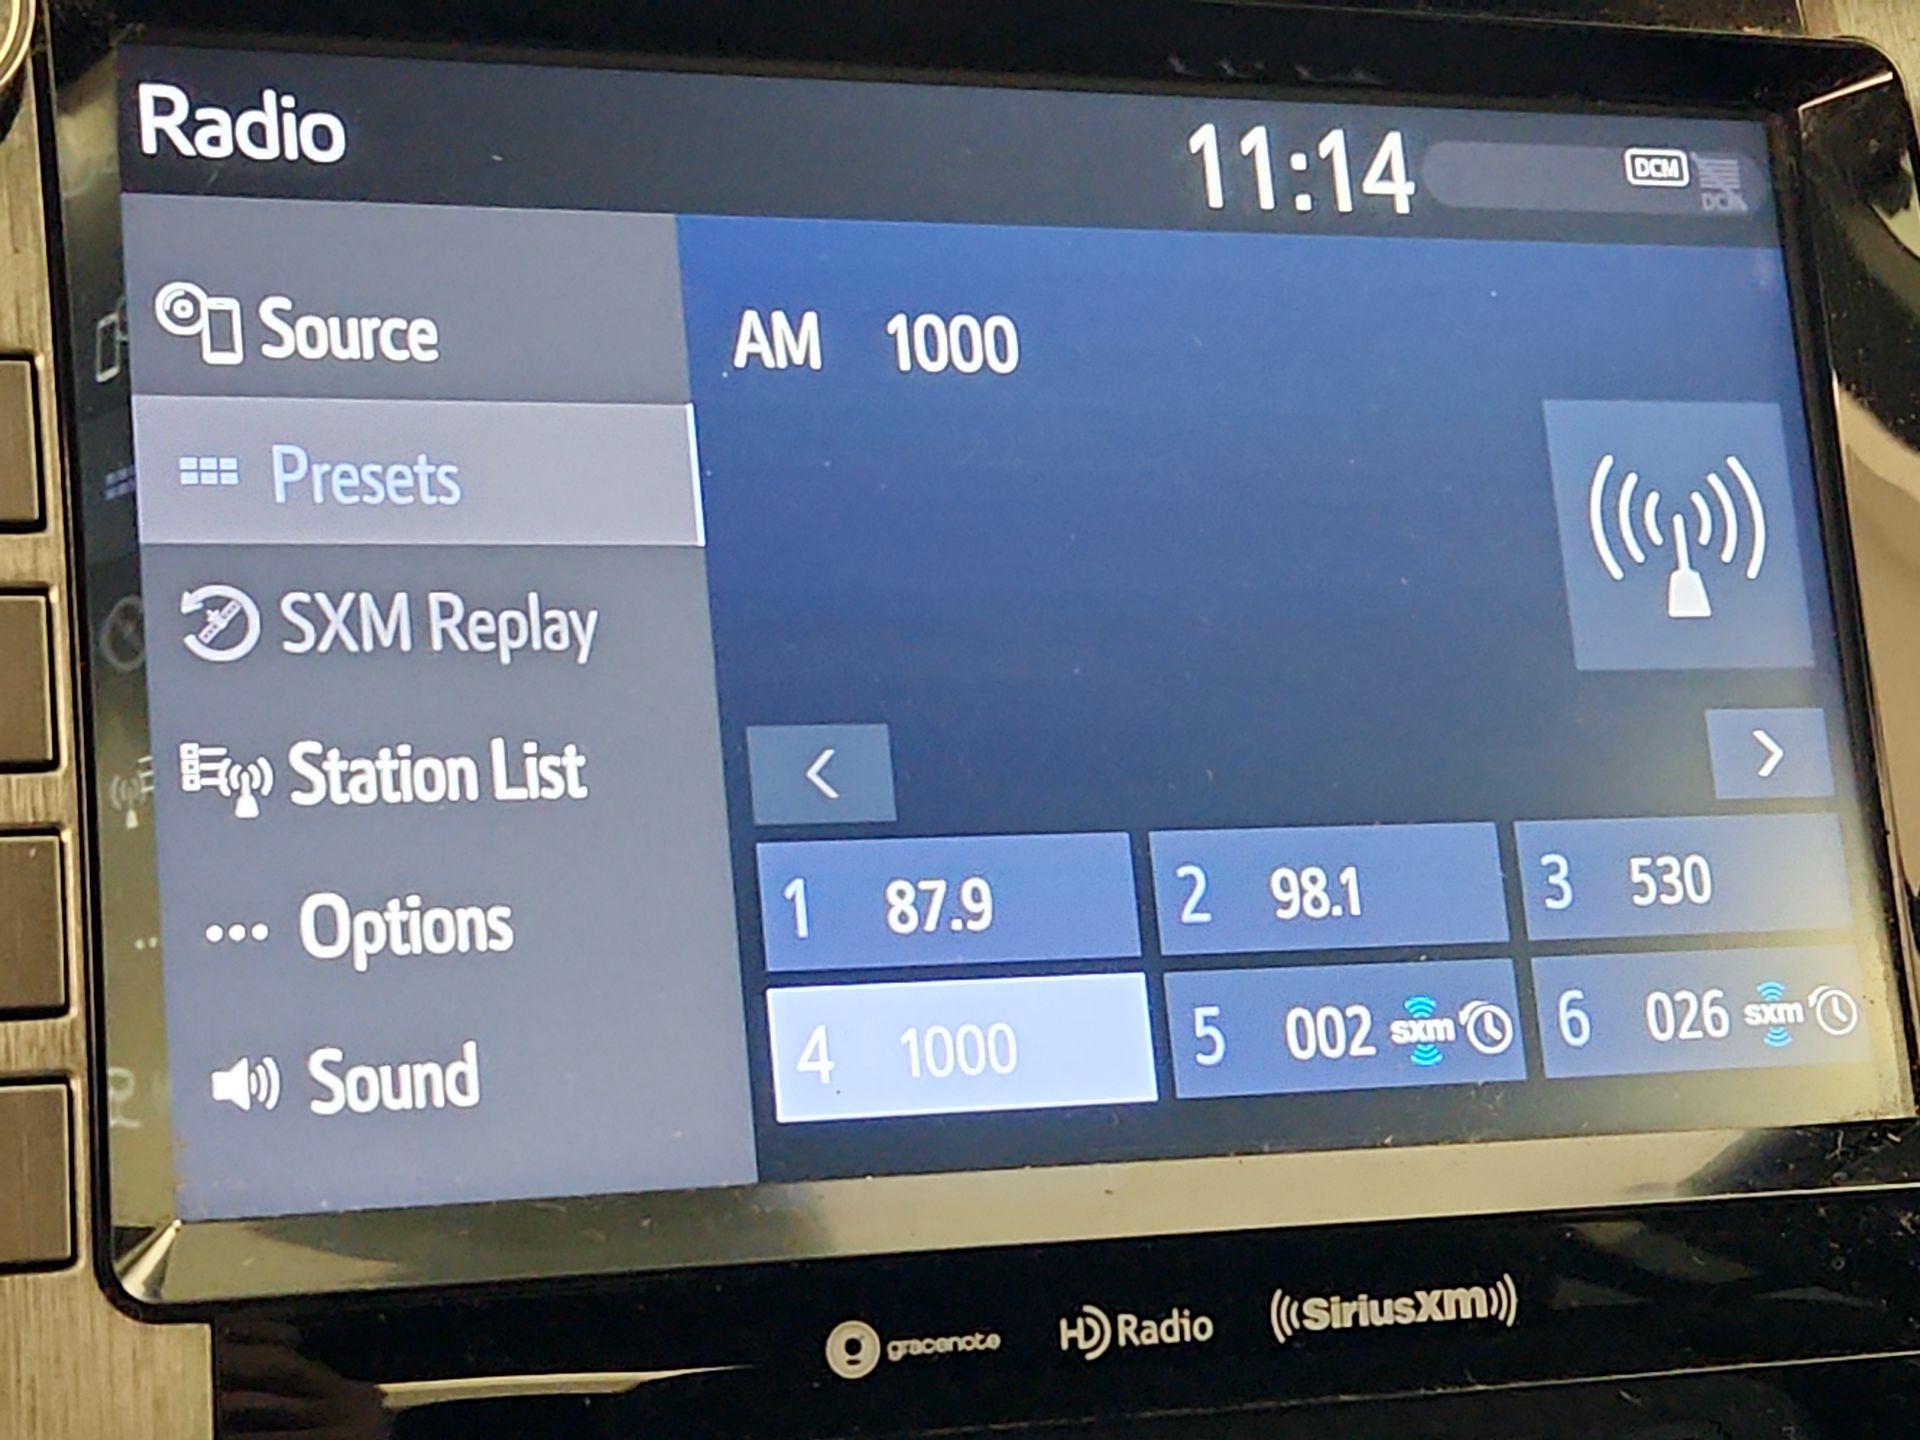 Radio
11:14
DCM
DCM
Source
AM 1000
Presets
SXM Replay
Station List
Options
Sound
1 87.9
2 98.1
3 530
4 1000
5 002 sxm
6 026 sxm
gracenote
HD Radio
SiriusXM